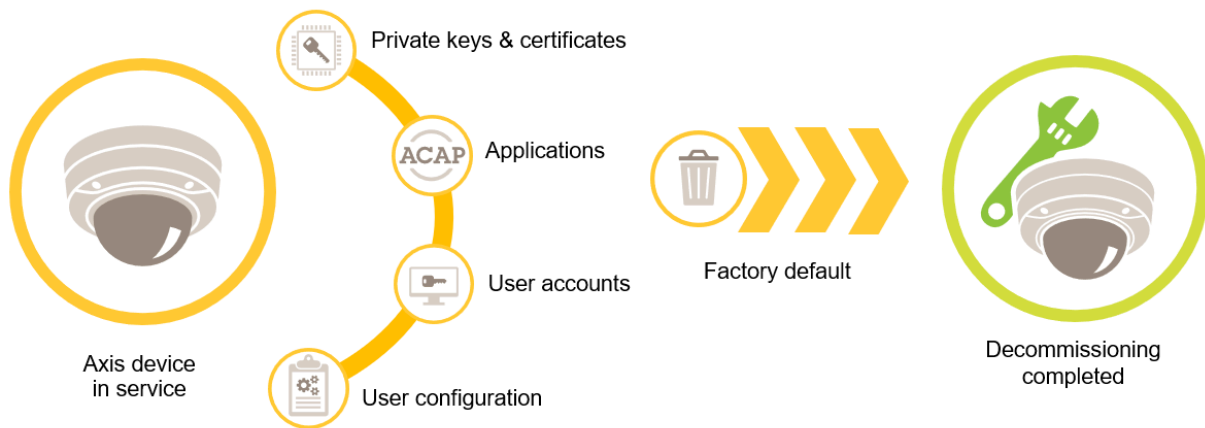 Private keys & certificates
ACAP
Applications
User accounts
User configuration
Axis device
in service
Factory default
Decommissioning
completed